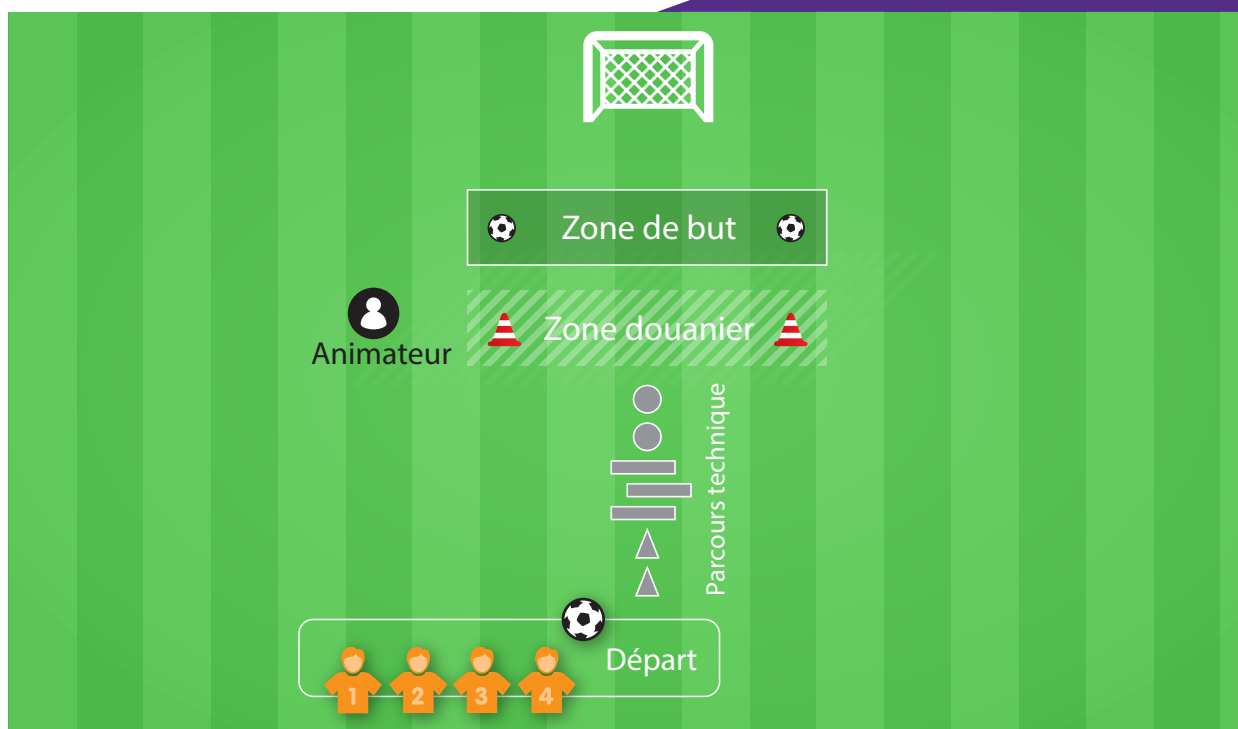 Zone de but
Zone douanier
Animateur
Parcours technique
Départ
1 2 3 4